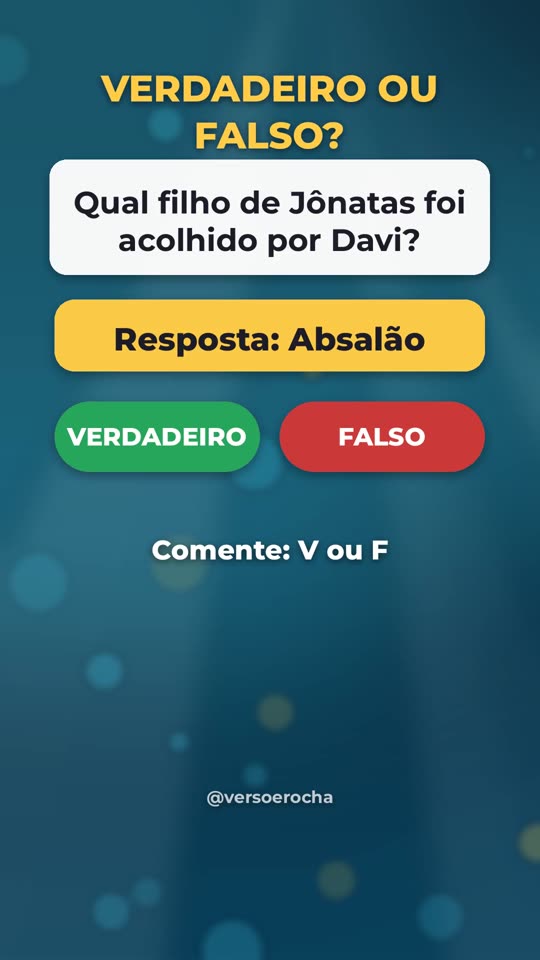 VERDADEIRO OU
FALSO?
Qual filho de Jônatas foi
acolhido por Davi?
Resposta: Absalão
VERDADEIRO
FALSO
Comente: V ou F
@versoerocha